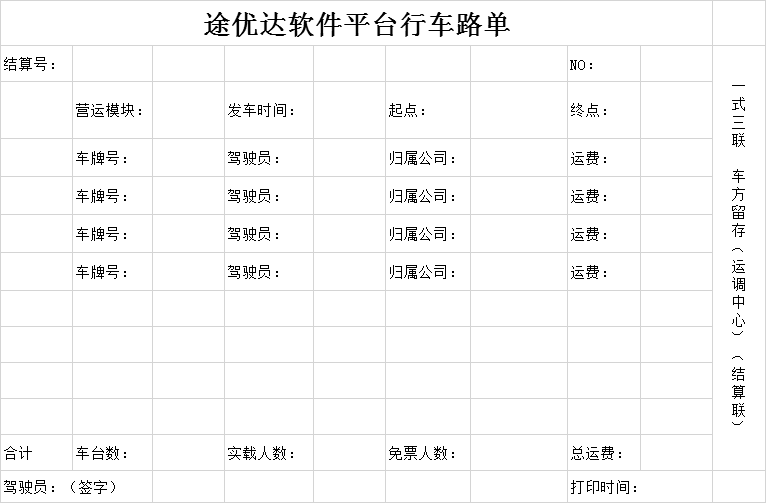 途优达软件平台行车路单
结算号： NO：
营运模块： 发车时间： 起点： 终点：
车牌号： 驾驶员： 归属公司： 运费：
车牌号： 驾驶员： 归属公司： 运费：
车牌号： 驾驶员： 归属公司： 运费：
车牌号： 驾驶员： 归属公司： 运费：
合计 车台数： 实载人数： 免票人数： 总运费：
驾驶员：（签字） 打印时间：
一式三联 车方留存（运调中心）（结算联）